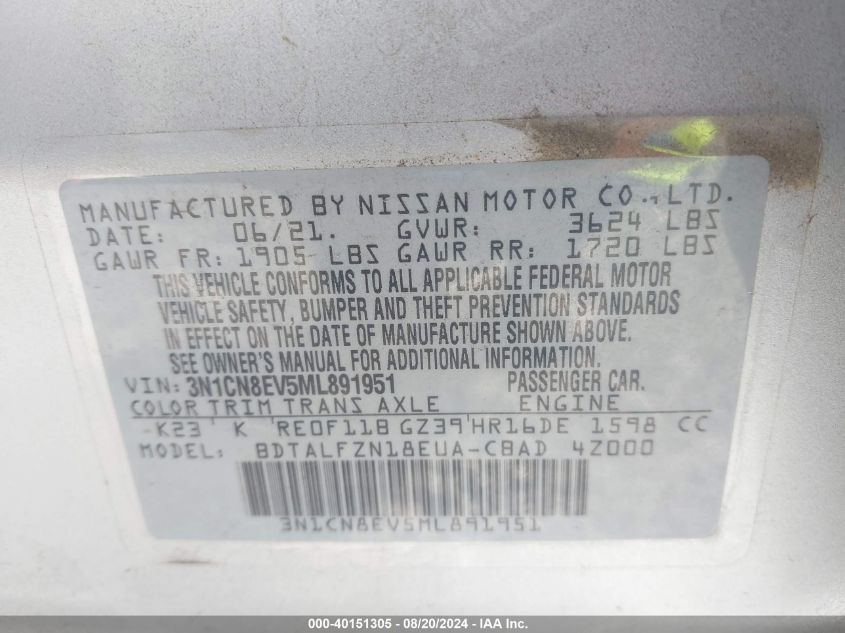 MANUFACTURED BY NISSAN MOTOR CO., LTD.
DATE: 06/21. GVWR: 3624 LBS
GAWR FR: 1905 LBS GAWR RR: 1720 LBS
THIS VEHICLE CONFORMS TO ALL APPLICABLE FEDERAL MOTOR
VEHICLE SAFETY, BUMPER AND THEFT PREVENTION STANDARDS
IN EFFECT ON THE DATE OF MANUFACTURE SHOWN ABOVE.
SEE OWNER'S MANUAL FOR ADDITIONAL INFORMATION.
VIN: 3N1CN8EV5ML891951 PASSENGER CAR.
COLOR TRIM TRANS AXLE ENGINE
-K23 K RE0F11B GZ39 HR16DE 1598 CC
MODEL: BDTALFZN18EUA-CBAD 4Z000
3N1CN8EV5ML891951
000-40151305 - 08/20/2024 - IAA Inc.